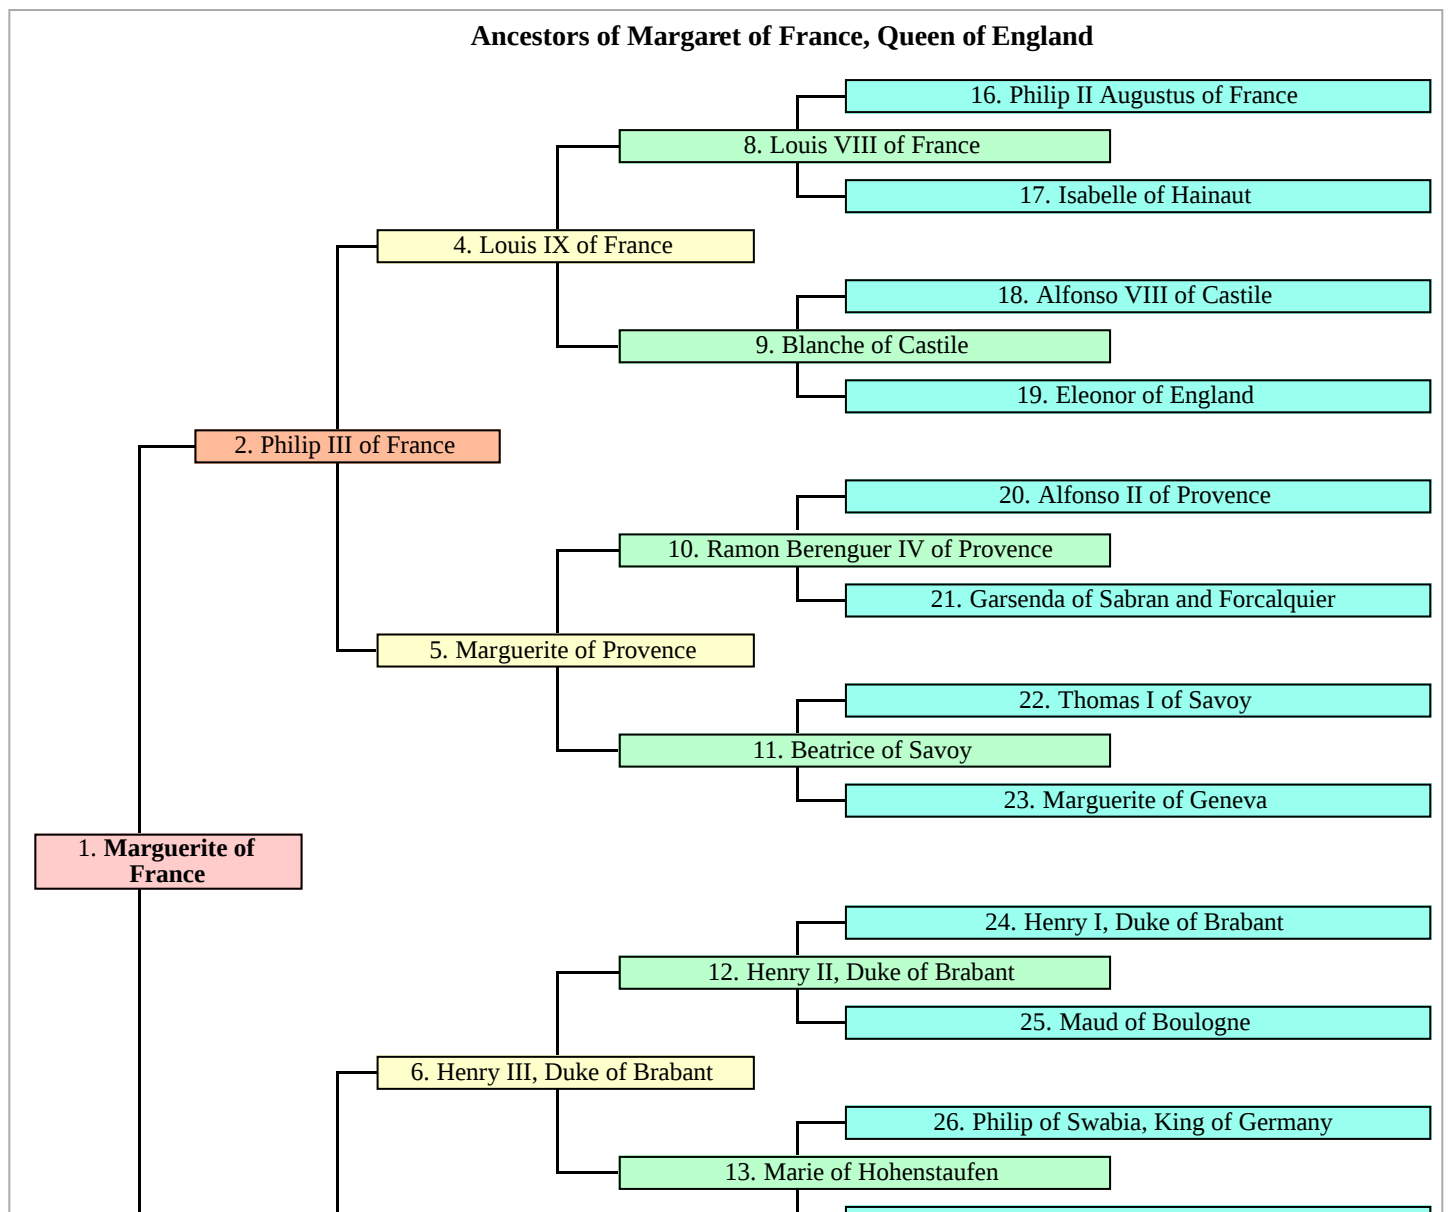 Ancestors of Margaret of France, Queen of England
16. Philip II Augustus of France
8. Louis VIII of France
17. Isabelle of Hainaut
4. Louis IX of France
18. Alfonso VIII of Castile
9. Blanche of Castile
19. Eleonor of England
2. Philip III of France
20. Alfonso II of Provence
10. Ramon Berenguer IV of Provence
21. Garsenda of Sabran and Forcalquier
5. Marguerite of Provence
22. Thomas I of Savoy
11. Beatrice of Savoy
23. Marguerite of Geneva
1. Marguerite of
France
24. Henry I, Duke of Brabant
12. Henry II, Duke of Brabant
25. Maud of Boulogne
6. Henry III, Duke of Brabant
26. Philip of Swabia, King of Germany
13. Marie of Hohenstaufen